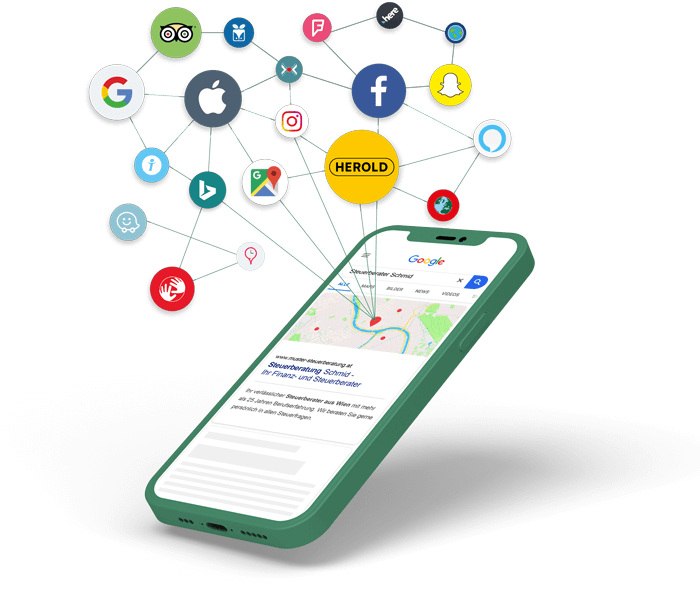 here
HEROLD
Google
Steuerberater Schmid
ALLE MAPS BILDER NEWS VIDEOS
www.muster-steuerberatung.at
Steuerberatung Schmid -
Ihr Finanz- und Steuerberater
Ihr verlässlicher Steuerberater aus Wien mit mehr
als 25 Jahren Berufserfahrung. Wir beraten Sie gerne
persönlich in allen Steuerfragen.